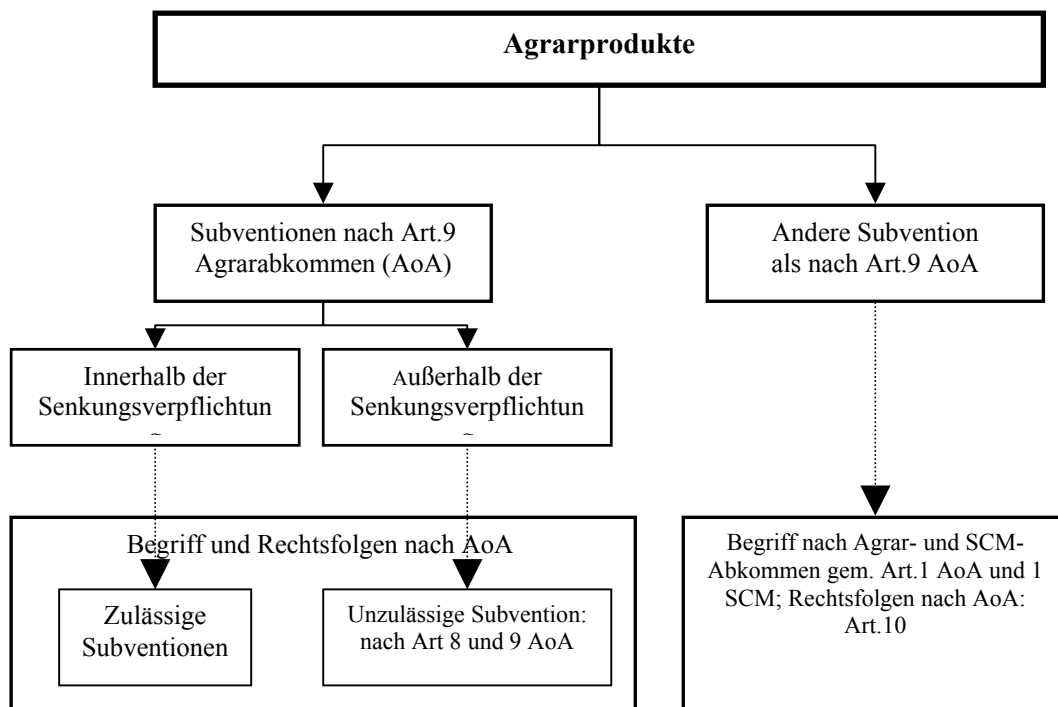 Agrarprodukte
Subventionen nach Art.9
Agrarabkommen (AoA)
Andere Subvention
als nach Art.9 AoA
Innerhalb der
Senkungsverpflichtun
Außerhalb der
Senkungsverpflichtun
Begriff und Rechtsfolgen nach AoA
Zulässige
Subventionen
Unzulässige Subvention:
nach Art 8 und 9 AoA
Begriff nach Agrar- und SCM-
Abkommen gem. Art.1 AoA und 1
SCM; Rechtsfolgen nach AoA:
Art.10